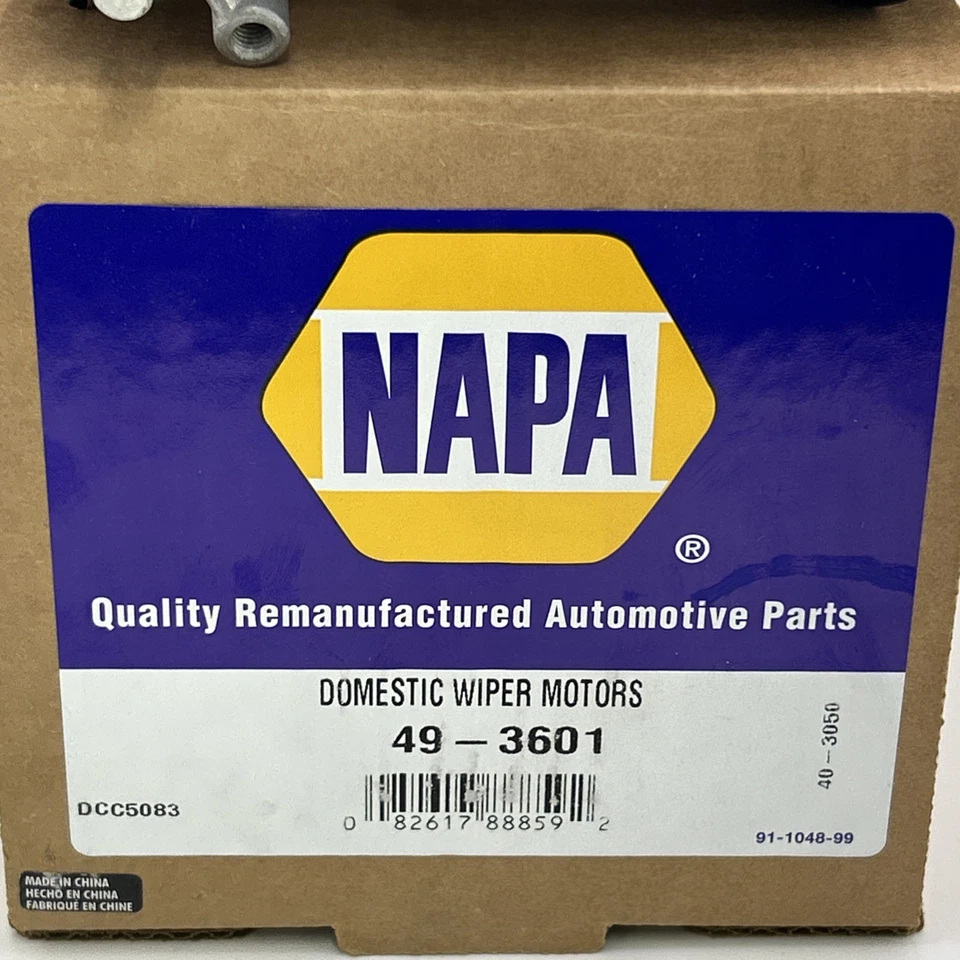 NAPA
®
Quality Remanufactured Automotive Parts
DOMESTIC WIPER MOTORS
49 – 3601
40 – 3050
DCC5083
0 82617 88859 2
91-1048-99
MADE IN CHINA
HECHO EN CHINA
FABRIQUÉ EN CHINE